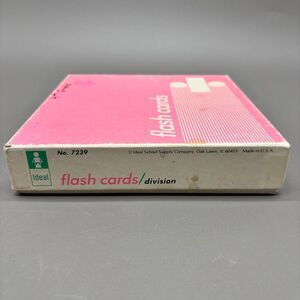 flash cards
No. 7239
© Ideal School Supply Company, Oak Lawn, IL 60453 Made in U.S.A.
Ideal
flash cards/division